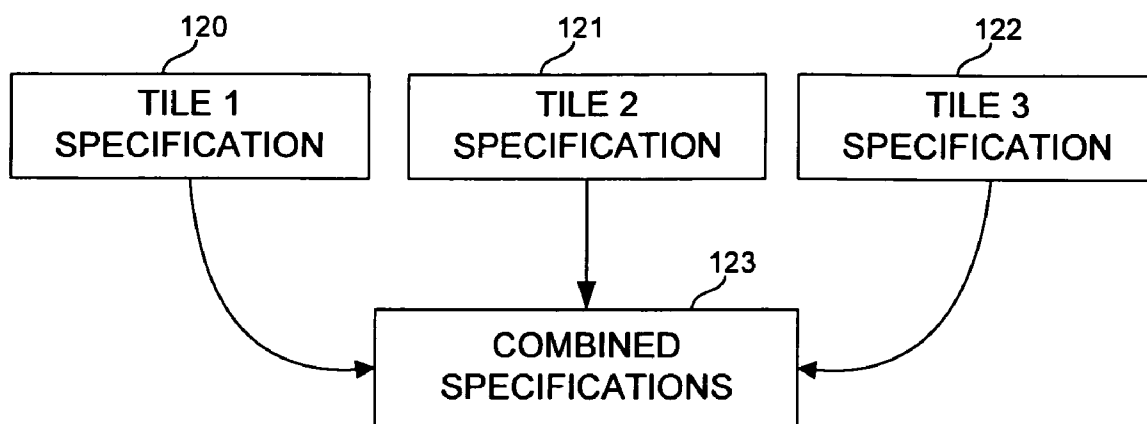 120
121
122
TILE 1
SPECIFICATION
TILE 2
SPECIFICATION
TILE 3
SPECIFICATION
123
COMBINED
SPECIFICATIONS